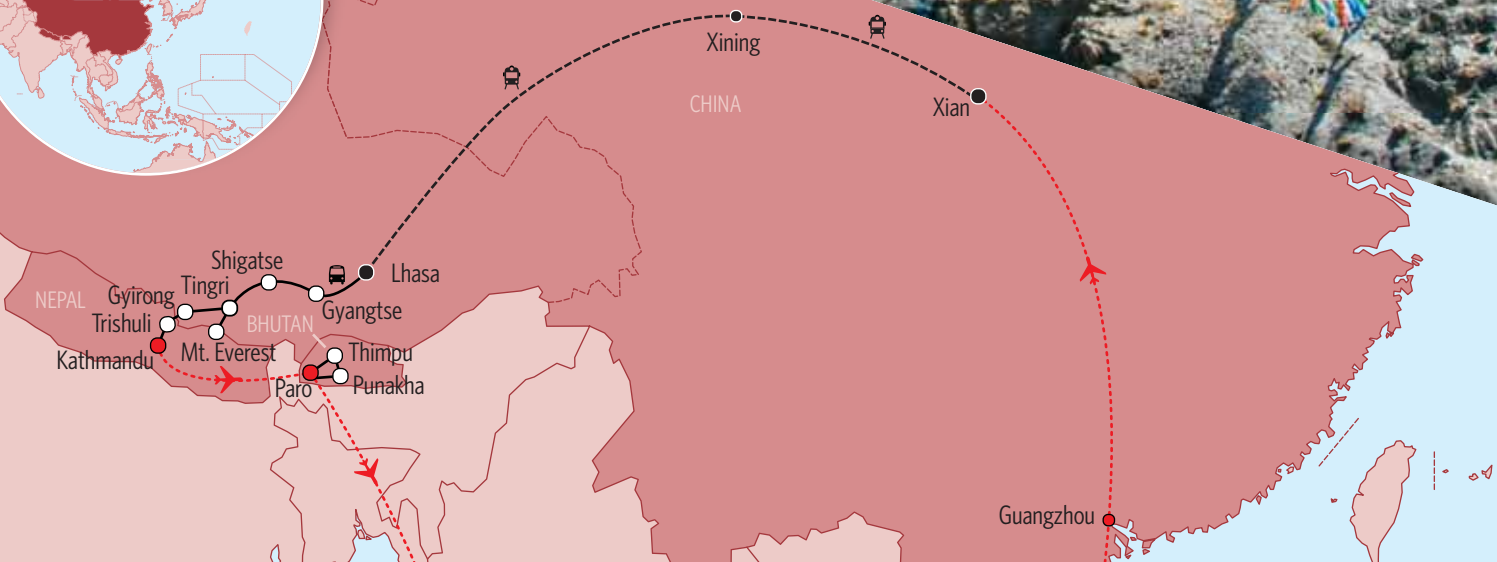 Xining
Xian
CHINA
Shigatse
Lhasa
Tingri
Gyirong
NEPAL
Gyangtse
Trishuli
BHUTAN
Mt. Everest
Thimpu
Kathmandu
Paro
Punakha
Guangzhou